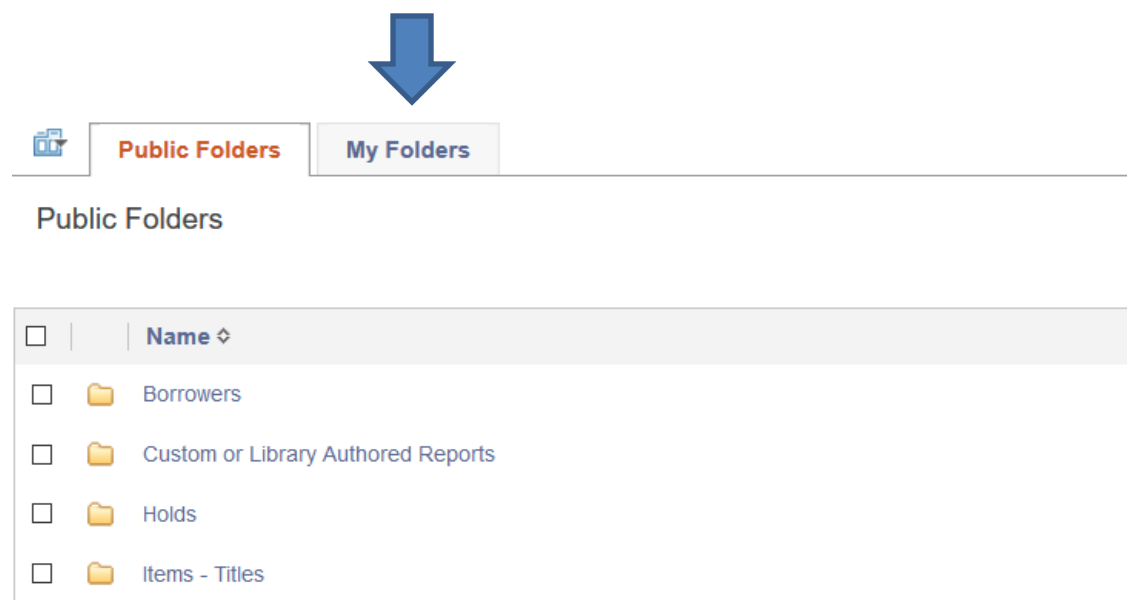 Public Folders My Folders
Public Folders
Name
Borrowers
Custom or Library Authored Reports
Holds
Items - Titles